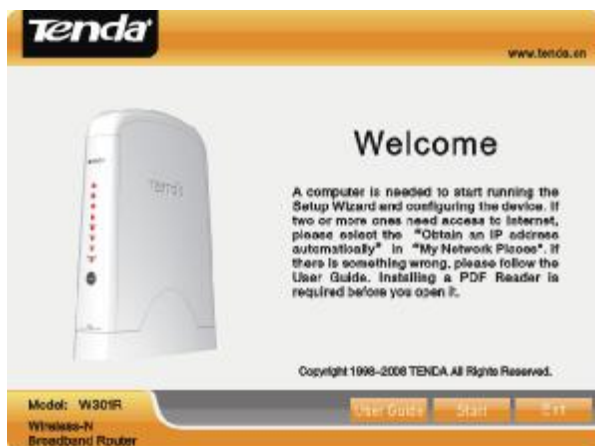 Tenda
www.tenda.cn
Tenda
Welcome
A computer is needed to start running the
Setup Wizard and configuring the device. If
two or more ones need access to Internet,
please select the “Obtain an IP address
automatically” in “My Network Places”. If
there is something wrong, please follow the
User Guide. Installing a PDF Reader is
required before you open it.
Copyright 1998-2008 TENDA All Rights Reserved.
Model: W301R
Wireless-N
Broadband Router
User Guide
Start
Exit